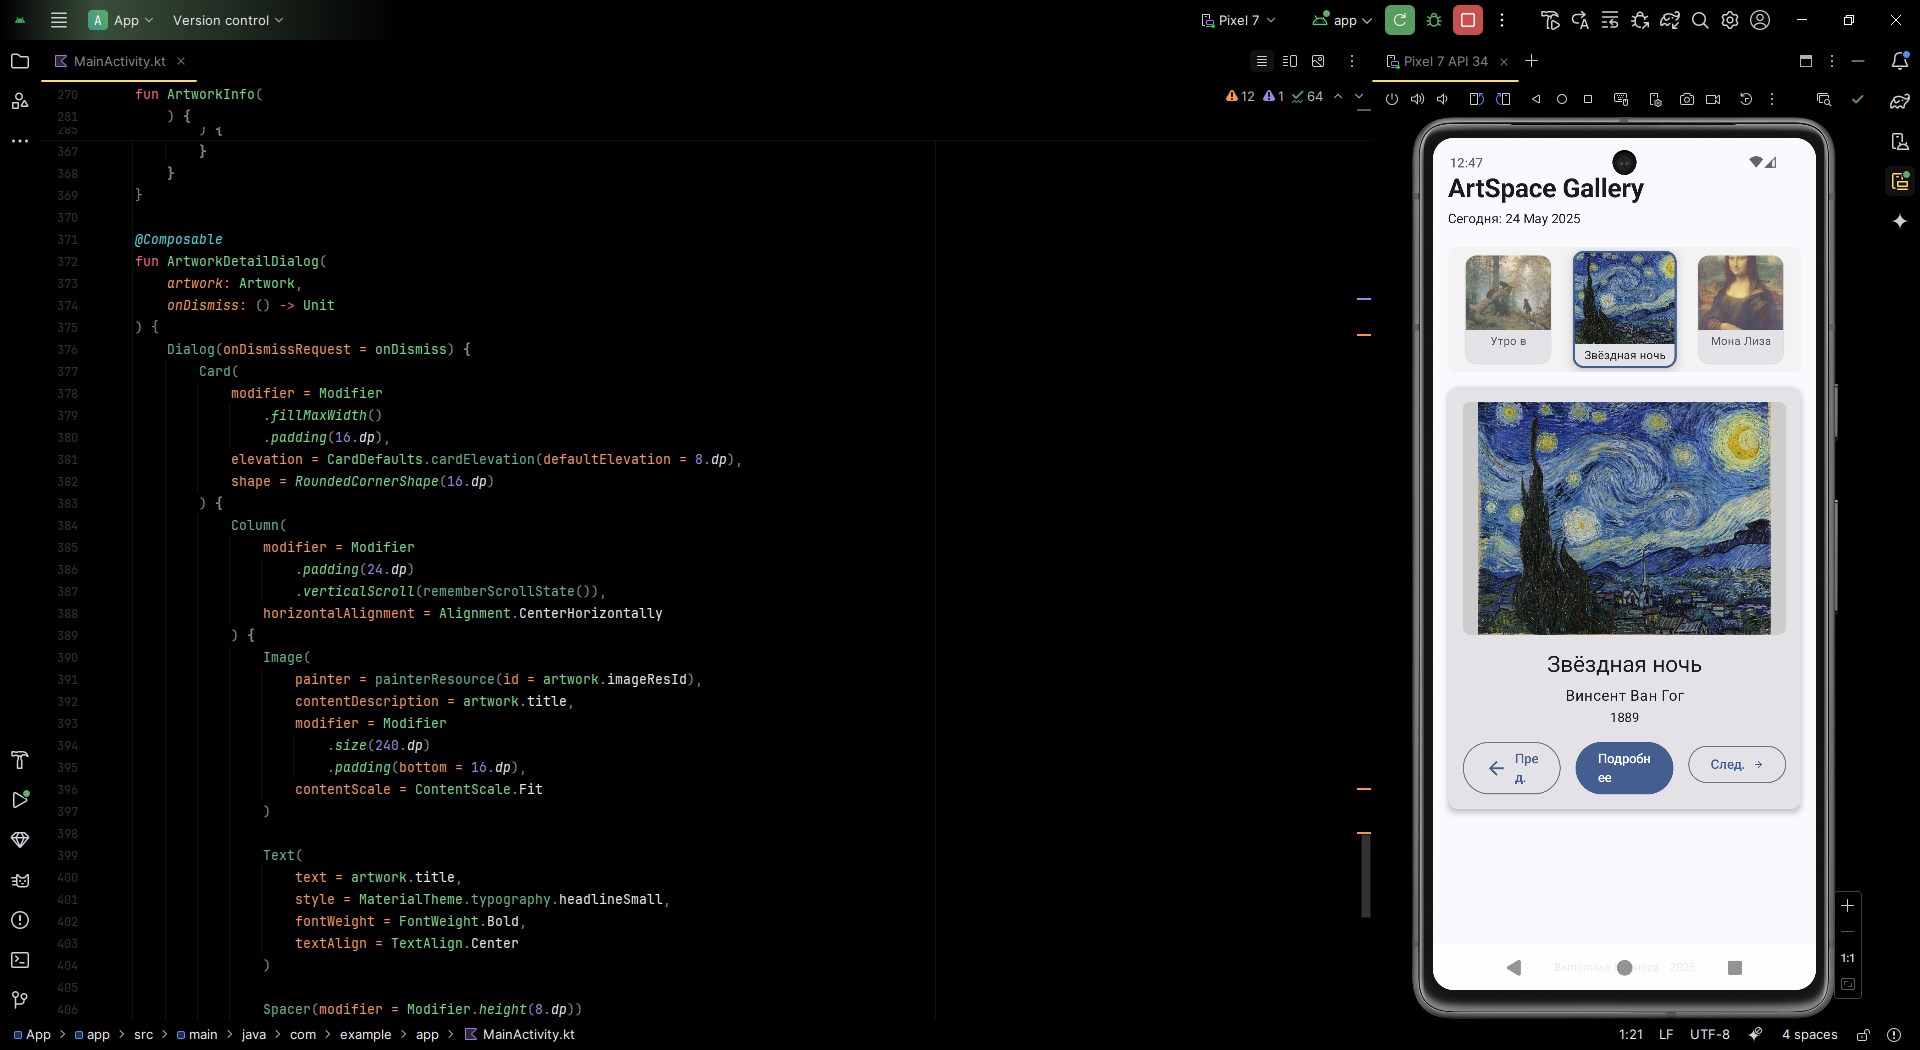 A App Version control Pixel 7 app
MainActivity.kt
Pixel 7 API 34
12 1 64
270 fun ArtworkInfo(
281 ) {
285 ) {
367 }
368 }
369 }
370
371 @Composable
372 fun ArtworkDetailDialog(
373 artwork: Artwork,
374 onDismiss: () -> Unit
375 ) {
376 Dialog(onDismissRequest = onDismiss) {
377 Card(
378 modifier = Modifier
379 .fillMaxWidth()
380 .padding(16.dp),
381 elevation = CardDefaults.cardElevation(defaultElevation = 8.dp),
382 shape = RoundedCornerShape(16.dp)
383 ) {
384 Column(
385 modifier = Modifier
386 .padding(24.dp)
387 .verticalScroll(rememberScrollState()),
388 horizontalAlignment = Alignment.CenterHorizontally
389 ) {
390 Image(
391 painter = painterResource(id = artwork.imageResId),
392 contentDescription = artwork.title,
393 modifier = Modifier
394 .size(240.dp)
395 .padding(bottom = 16.dp),
396 contentScale = ContentScale.Fit
397 )
398
399 Text(
400 text = artwork.title,
401 style = MaterialTheme.typography.headlineSmall,
402 fontWeight = FontWeight.Bold,
403 textAlign = TextAlign.Center
404 )
405
406 Spacer(modifier = Modifier.height(8.dp))
12:47
ArtSpace Gallery
Сегодня: 24 May 2025
Утро в
Звёздная ночь
Мона Лиза
Звёздная ночь
Винсент Ван Гог
1889
Пре
д.
Подробн
ее
След.
Выполнил - 2025
1:1
App app src main java com example app MainActivity.kt
1:21 LF UTF-8 4 spaces